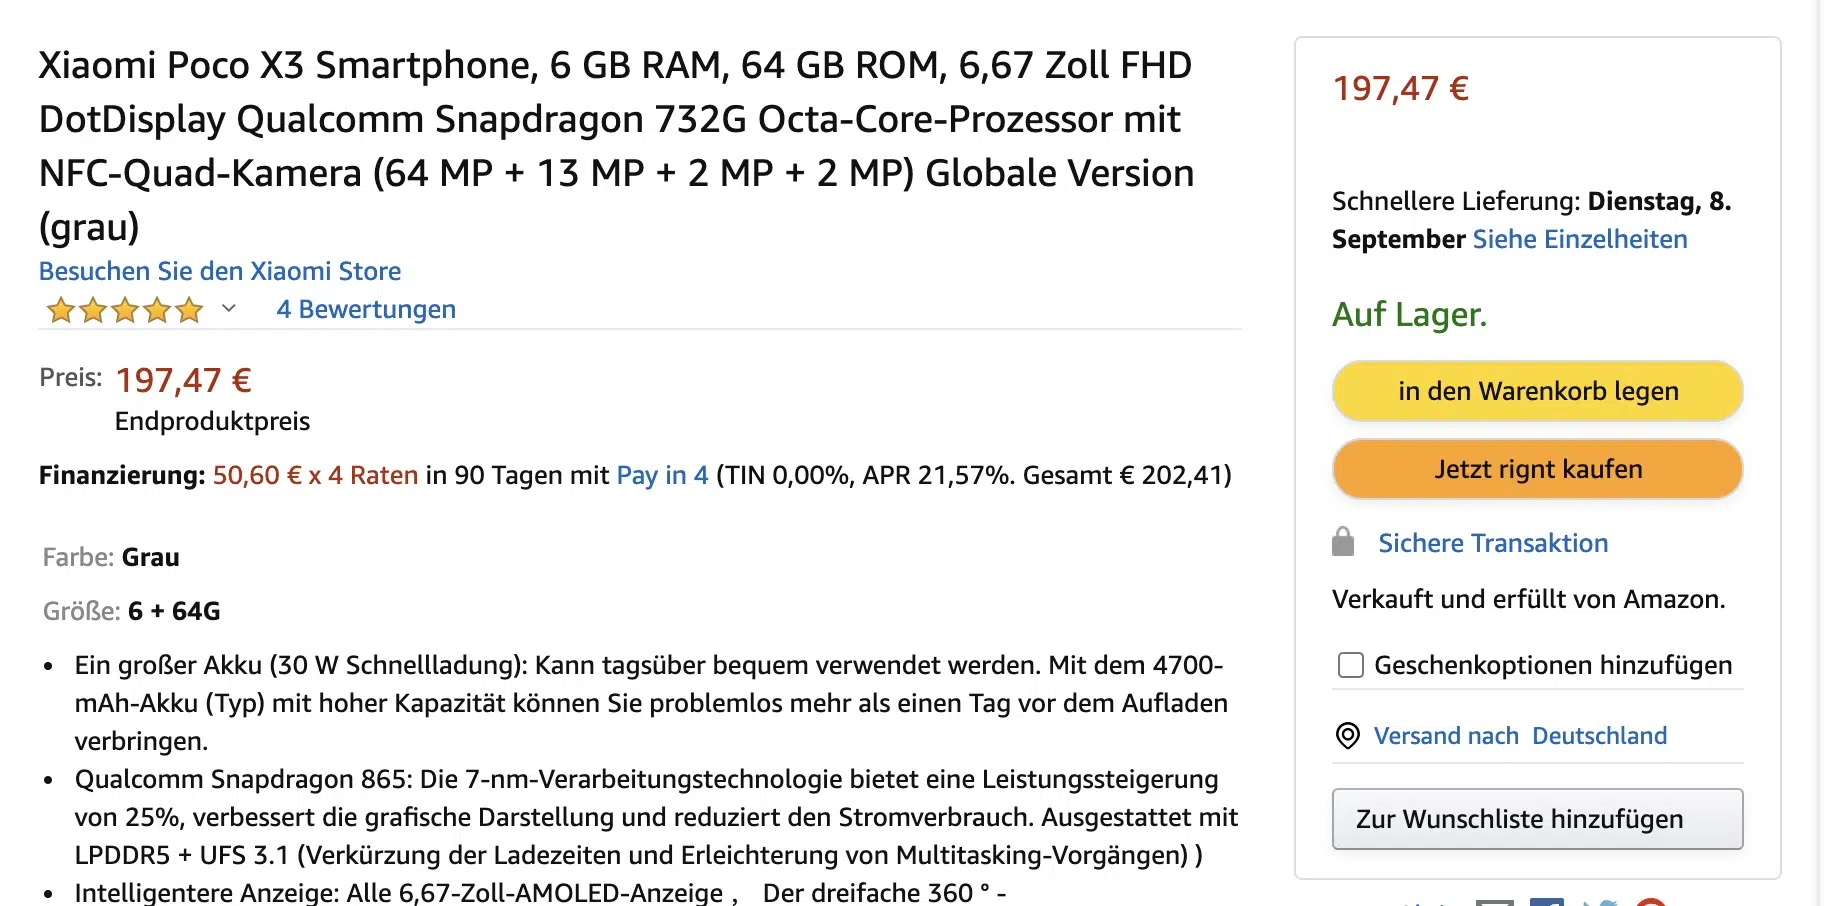 Xiaomi Poco X3 Smartphone, 6 GB RAM, 64 GB ROM, 6,67 Zoll FHD
DotDisplay Qualcomm Snapdragon 732G Octa-Core-Prozessor mit
NFC-Quad-Kamera (64 MP + 13 MP + 2 MP + 2 MP) Globale Version
(grau)
Besuchen Sie den Xiaomi Store
4 Bewertungen
Preis: 197,47 €
Endproduktpreis
Finanzierung: 50,60 € x 4 Raten in 90 Tagen mit Pay in 4 (TIN 0,00%, APR 21,57%. Gesamt € 202,41)
Farbe: Grau
Größe: 6 + 64G
• Ein großer Akku (30 W Schnellladung): Kann tagsüber bequem verwendet werden. Mit dem 4700-
mAh-Akku (Typ) mit hoher Kapazität können Sie problemlos mehr als einen Tag vor dem Aufladen
verbringen.
• Qualcomm Snapdragon 865: Die 7-nm-Verarbeitungstechnologie bietet eine Leistungssteigerung
von 25%, verbessert die grafische Darstellung und reduziert den Stromverbrauch. Ausgestattet mit
LPDDR5 + UFS 3.1 (Verkürzung der Ladezeiten und Erleichterung von Multitasking-Vorgängen) )
• Intelligentere Anzeige: Alle 6,67-Zoll-AMOLED-Anzeige， Der dreifache 360 ° -
197,47 €
Schnellere Lieferung: Dienstag, 8.
September Siehe Einzelheiten
Auf Lager.
in den Warenkorb legen
Jetzt rignt kaufen
Sichere Transaktion
Verkauft und erfüllt von Amazon.
Geschenkoptionen hinzufügen
Versand nach Deutschland
Zur Wunschliste hinzufügen